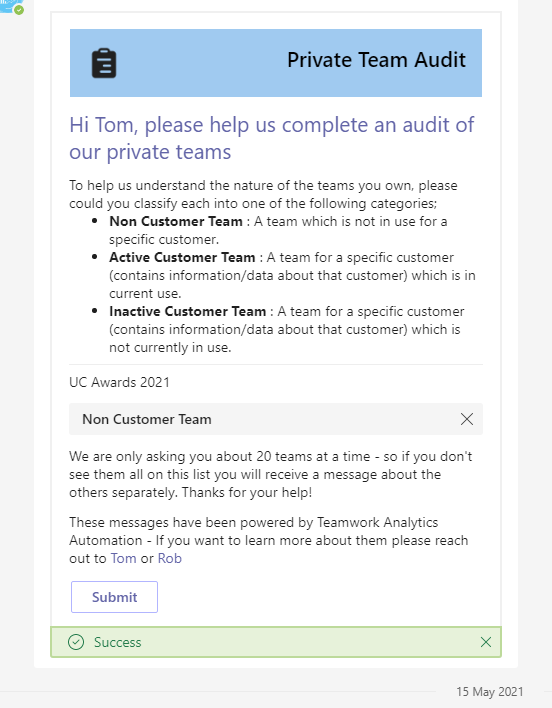 Private Team Audit
Hi Tom, please help us complete an audit of
our private teams
To help us understand the nature of the teams you own, please
could you classify each into one of the following categories;
• Non Customer Team : A team which is not in use for a
specific customer.
• Active Customer Team : A team for a specific customer
(contains information/data about that customer) which is in
current use.
• Inactive Customer Team : A team for a specific customer
(contains information/data about that customer) which is
not currently in use.
UC Awards 2021
Non Customer Team
We are only asking you about 20 teams at a time - so if you don't
see them all on this list you will receive a message about the
others separately. Thanks for your help!
These messages have been powered by Teamwork Analytics
Automation - If you want to learn more about them please reach
out to Tom or Rob
Submit
Success
15 May 2021